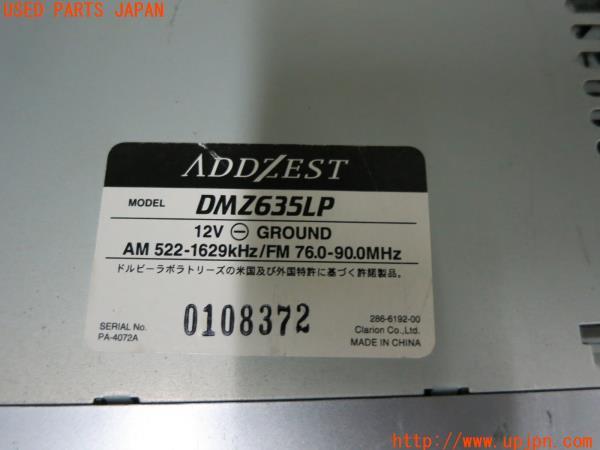 USED PARTS JAPAN
ADDZEST
MODEL DMZ635LP
12V ⊖ GROUND
AM 522-1629kHz/FM 76.0-90.0MHz
ドルビーラボラトリーズの米国及び外国特許に基づく許諾製品。
SERIAL No. 0108372 286-6192-00
PA-4072A Clarion Co.,Ltd.
MADE IN CHINA
http://www.upjpn.com/